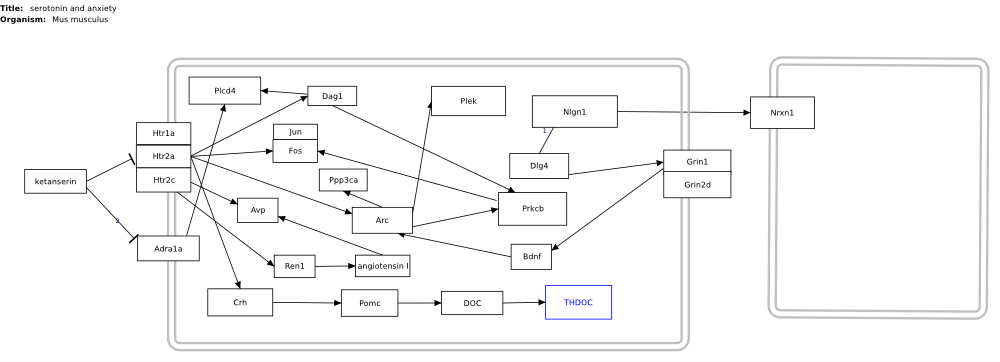 Title: serotonin and anxiety
Organism: Mus musculus
Plcd4
Dag1
Plek
Nlgn1
Nrxn1
Htr1a
Jun
1
Htr2a
Fos
Dlg4
Grin1
ketanserin
Htr2c
Ppp3ca
Grin2d
Avp
Arc
Prkcb
2
Adra1a
Bdnf
Ren1
angiotensin I
Crh
Pomc
DOC
THDOC